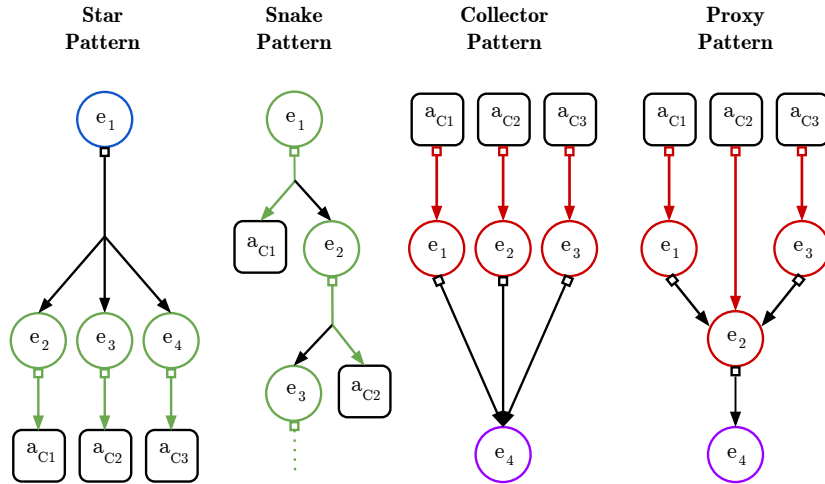 Star
Pattern
Snake
Pattern
Collector
Pattern
Proxy
Pattern
e1
e2
e3
e4
aC1
aC2
aC3
e1
aC1
e2
e3
aC2
aC1
aC2
aC3
e1
e2
e3
e4
aC1
aC2
aC3
e1
e3
e2
e4